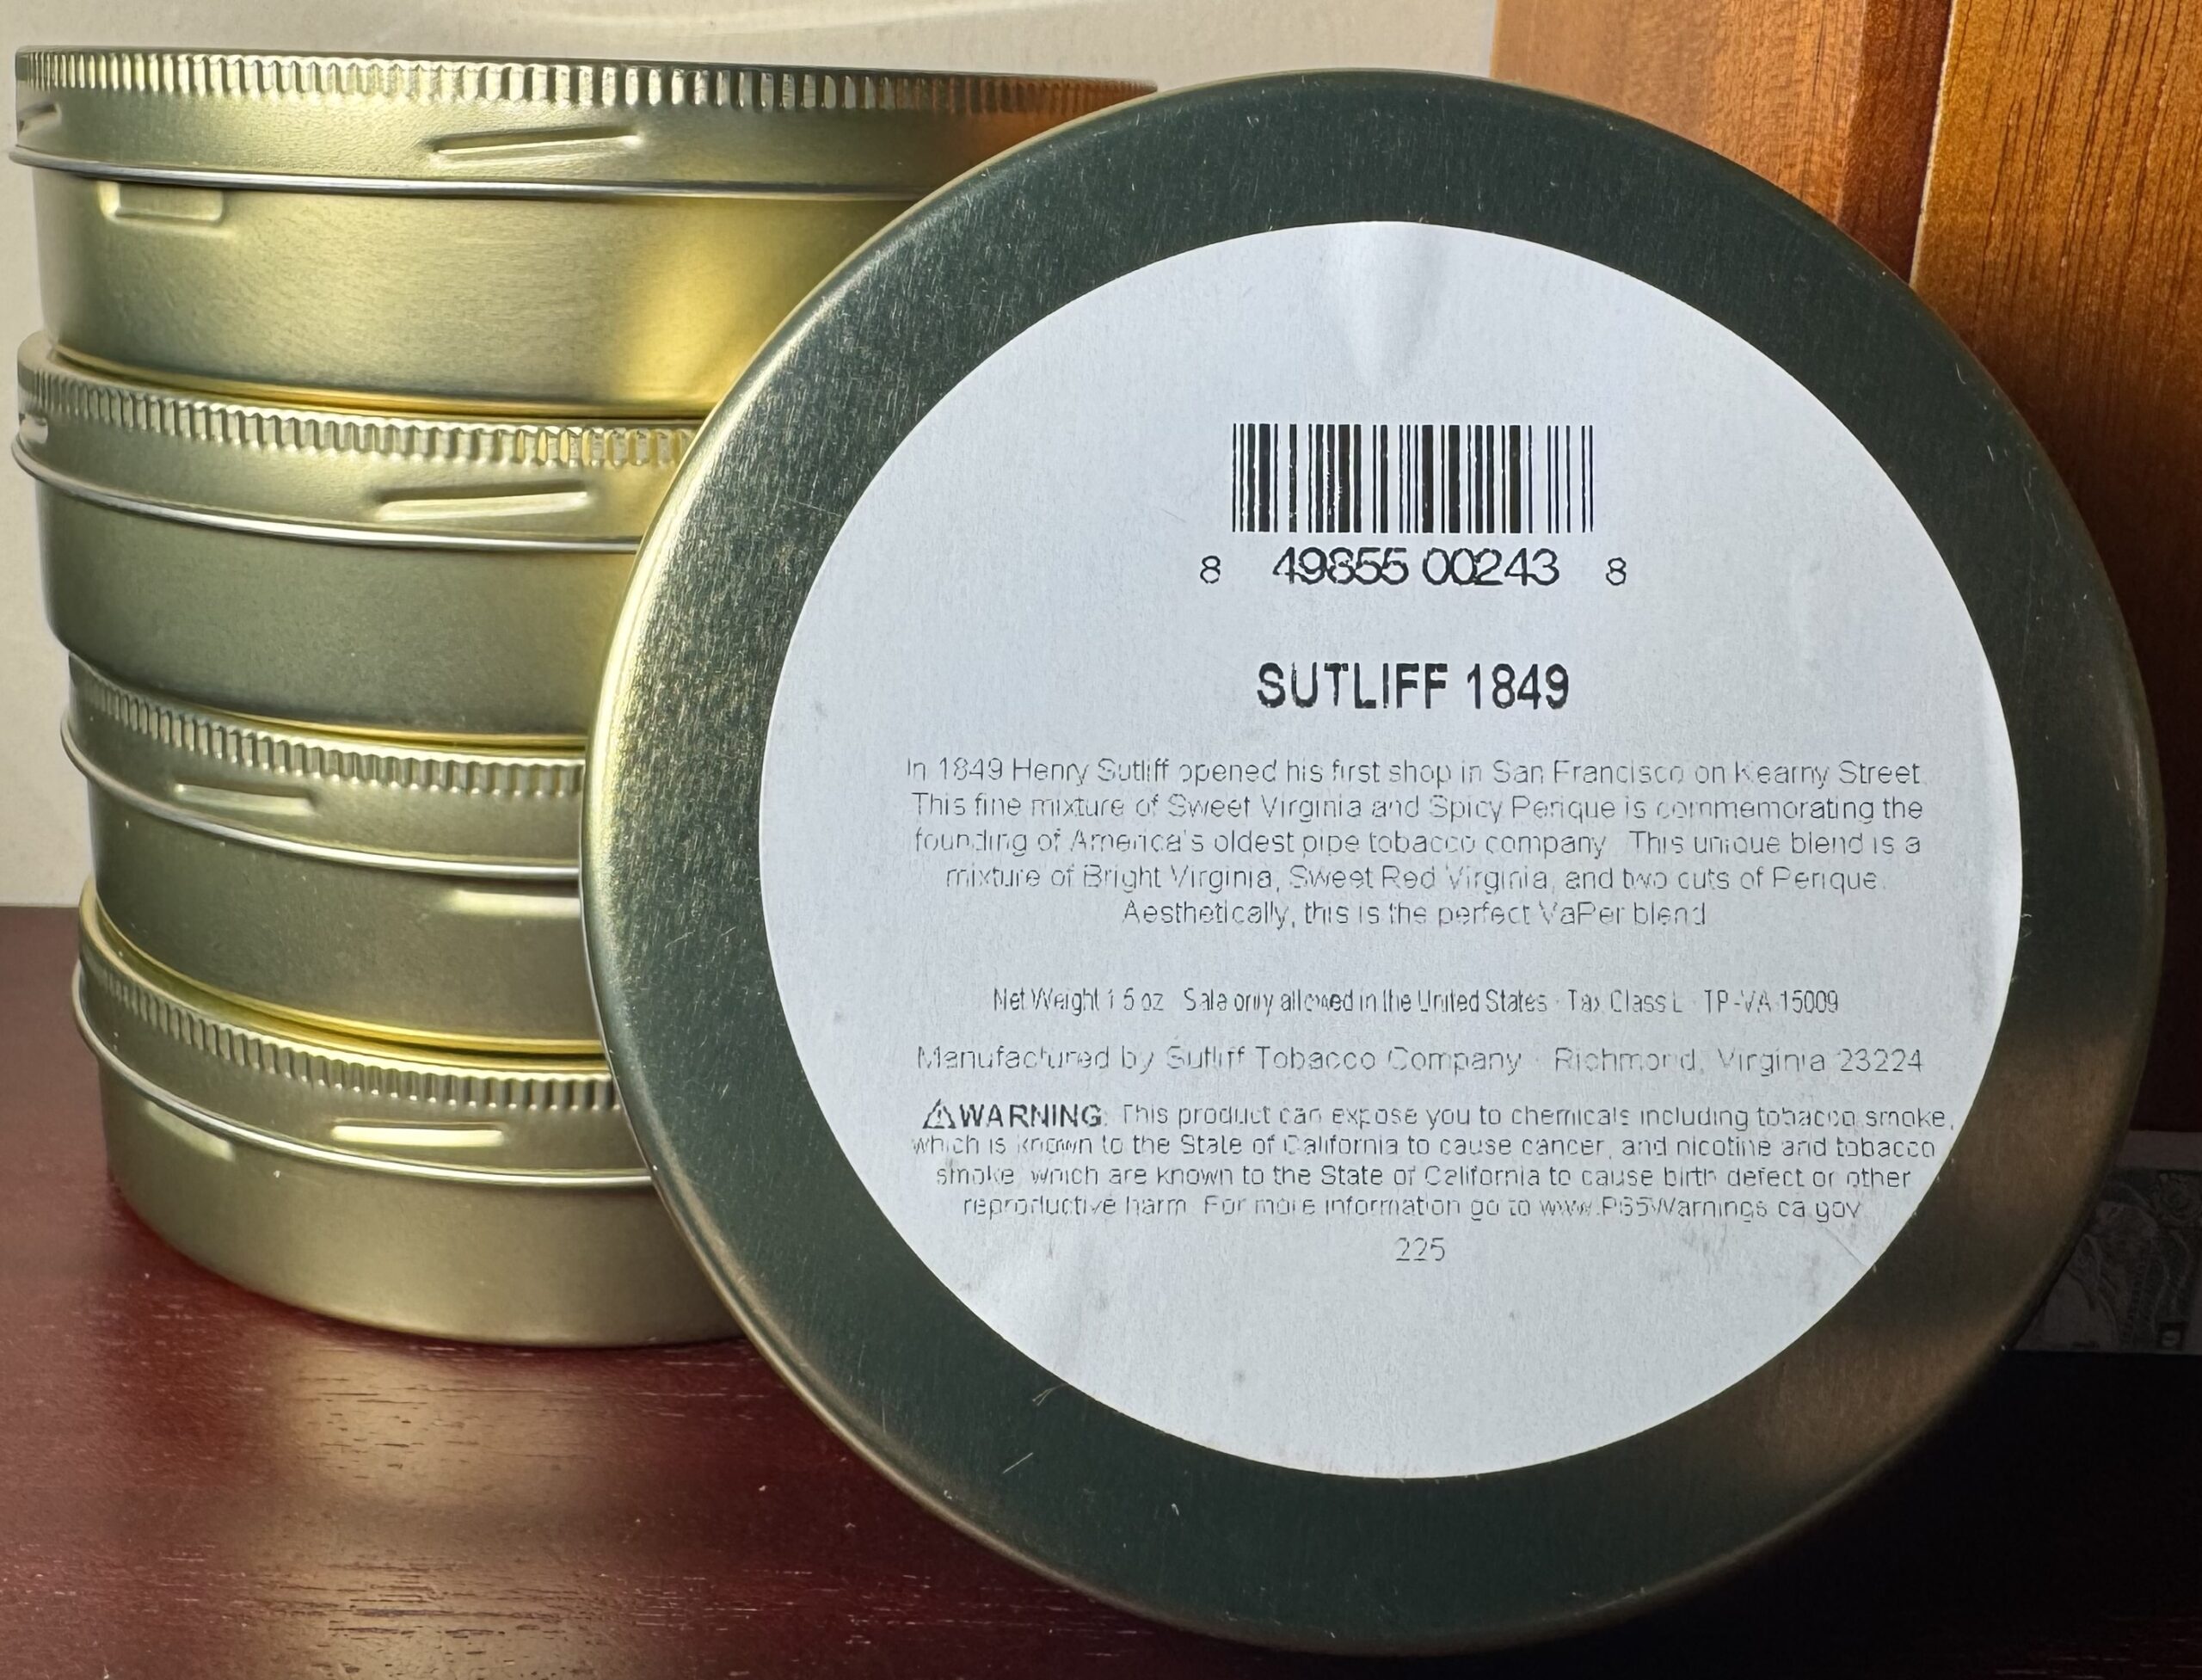 8 49855 00243 8
SUTLIFF 1849
In 1849 Henry Sutliff opened his first shop in San Francisco on Kearny Street.
This fine mixture of Sweet Virginia and Spicy Perique is commemorating the
founding of America's oldest pipe tobacco company. This unique blend is a
mixture of Bright Virginia, Sweet Red Virginia, and two cuts of Perique.
Aesthetically, this is the perfect VaPer blend
Net Weight 1.5 oz · Sale only allowed in the United States · Tax Class L · TP-VA-15009
Manufactured by Sutliff Tobacco Company · Richmond, Virginia 23224
⚠WARNING: This product can expose you to chemicals including tobacco smoke,
which is known to the State of California to cause cancer, and nicotine and tobacco
smoke, which are known to the State of California to cause birth defect or other
reproductive harm. For more information go to www.P65Warnings.ca.gov
225